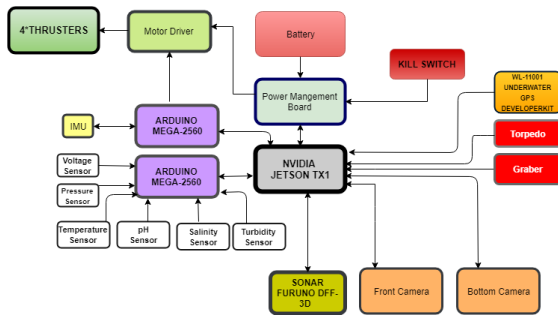 4*THRUSTERS
Motor Driver
Battery
KILL SWITCH
WL-11001
UNDERWATER
GPS
DEVELOPERKIT
Power Mangement
Board
IMU
ARDUINO
MEGA-2560
Torpedo
Voltage
Sensor
ARDUINO
MEGA-2560
NVIDIA
JETSON TX1
Graber
Pressure
Sensor
Temperature
Sensor
pH
Sensor
Salinity
Sensor
Turbidity
Sensor
SONAR
FURUNO DFF-
3D
Front Camera
Bottom Camera